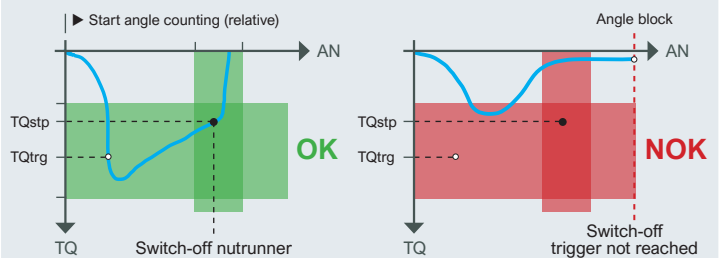 ▶ Start angle counting (relative)
AN
TQstp
TQtrg
OK
TQ
Switch-off nutrunner
Angle block
AN
TQstp
TQtrg
NOK
TQ
Switch-off
trigger not reached